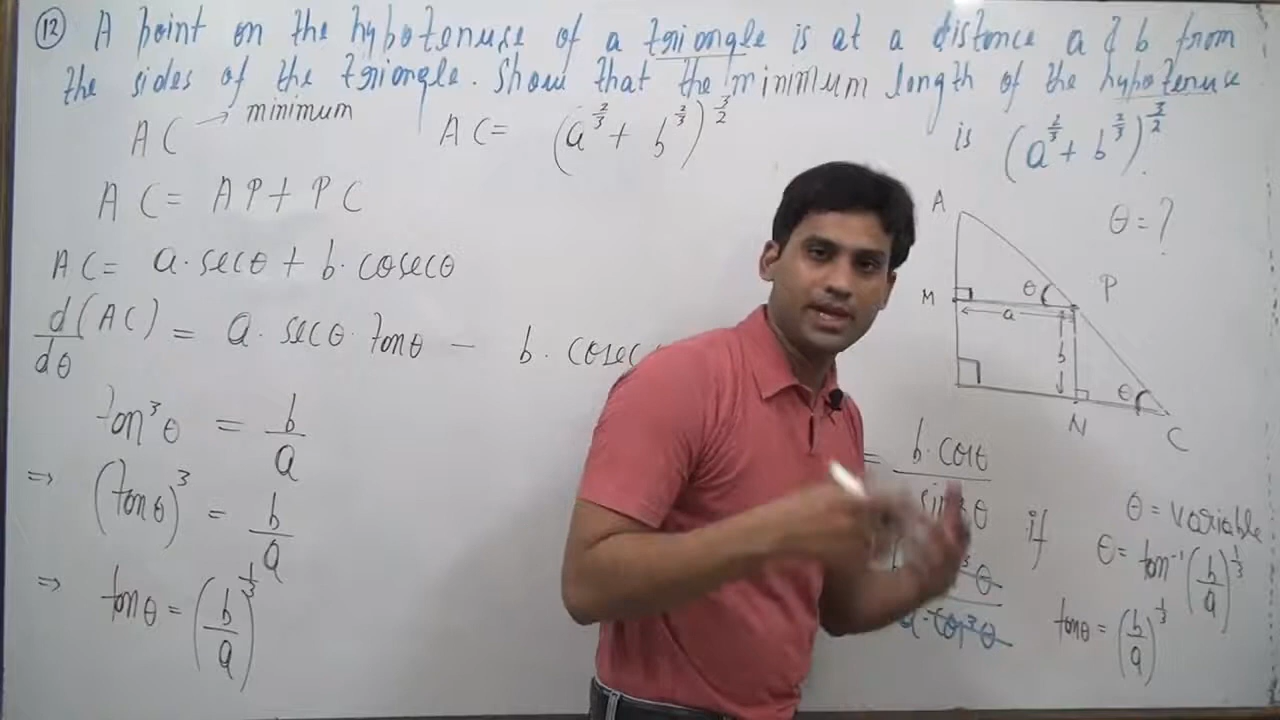 ⑫ A point on the hypotenuse of a triangle is at a distance a & b from
the sides of the triangle. Show that the minimum length of the hypotenuse
is (a^{2/3} + b^{2/3})^{3/2}.
AC → minimum
AC = (a^{2/3} + b^{2/3})^{3/2}
AC = AP + PC
AC = a·secθ + b·cosecθ
d(AC)/dθ = a·secθ·tanθ − b·cosec
tan³θ = b/a
⇒ (tanθ)³ = b/a
⇒ tanθ = (b/a)^{1/3}
= b·cosθ
A
θ = ?
M
θ
P
a
b
θ
N
C
if
θ = variable
θ = tan⁻¹(b/a)^{1/3}
tanθ = (b/a)^{1/3}